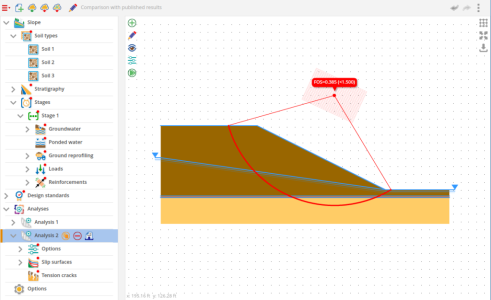 Comparison with published results
Slope
Soil types
Soil 1
Soil 2
Soil 3
Stratigraphy
Stages
Stage 1
Groundwater
Ponded water
Ground reprofiling
Loads
Reinforcements
Design standards
Analyses
Analysis 1
Analysis 2
Options
Slip surfaces
Tension cracks
Options
FOS=0.985 (<1.500)